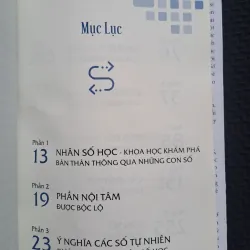 Mục Lục
Phần 1
13 NHÂN SỐ HỌC - KHOA HỌC KHÁM PHÁ
BẢN THÂN THÔNG QUA NHỮNG CON SỐ
Phần 2
19 PHẦN NỘI TÂM
ĐƯỢC BỘC LỘ
Phần 3
23 Ý NGHĨA CÁC SỐ TỰ NHIÊN